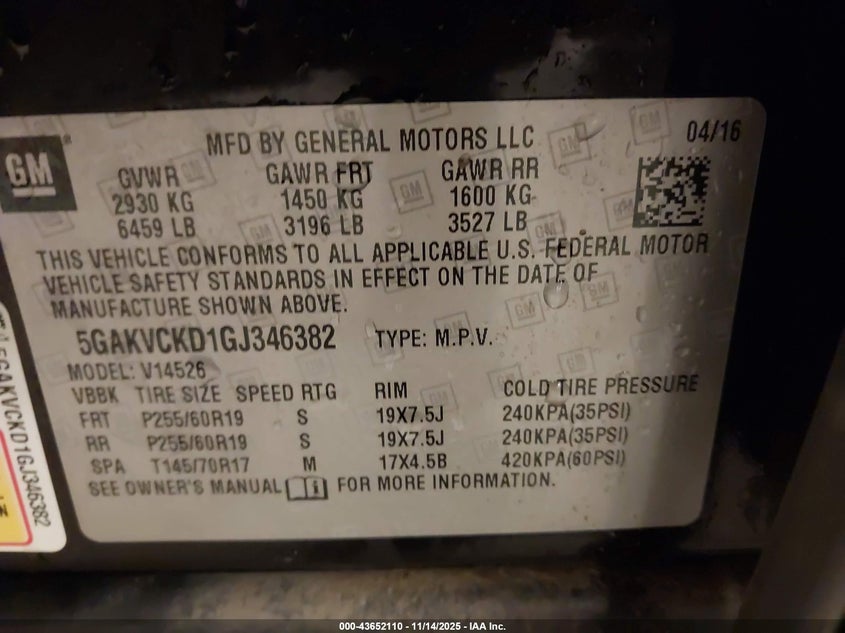 GM
MFD BY GENERAL MOTORS LLC
04/16
GVWR GAWR FRT GAWR RR
2930 KG 1450 KG 1600 KG
6459 LB 3196 LB 3527 LB
THIS VEHICLE CONFORMS TO ALL APPLICABLE U.S. FEDERAL MOTOR
VEHICLE SAFETY STANDARDS IN EFFECT ON THE DATE OF
MANUFACTURE SHOWN ABOVE.
5GAKVCKD1GJ346382 TYPE: M.P.V.
MODEL: V14526
VBBK TIRE SIZE SPEED RTG RIM COLD TIRE PRESSURE
FRT P255/60R19 S 19X7.5J 240KPA(35PSI)
RR P255/60R19 S 19X7.5J 240KPA(35PSI)
SPA T145/70R17 M 17X4.5B 420KPA(60PSI)
SEE OWNER'S MANUAL FOR MORE INFORMATION.
5GAKVCKD1GJ346382
000-43652110 - 11/14/2025 - IAA Inc.